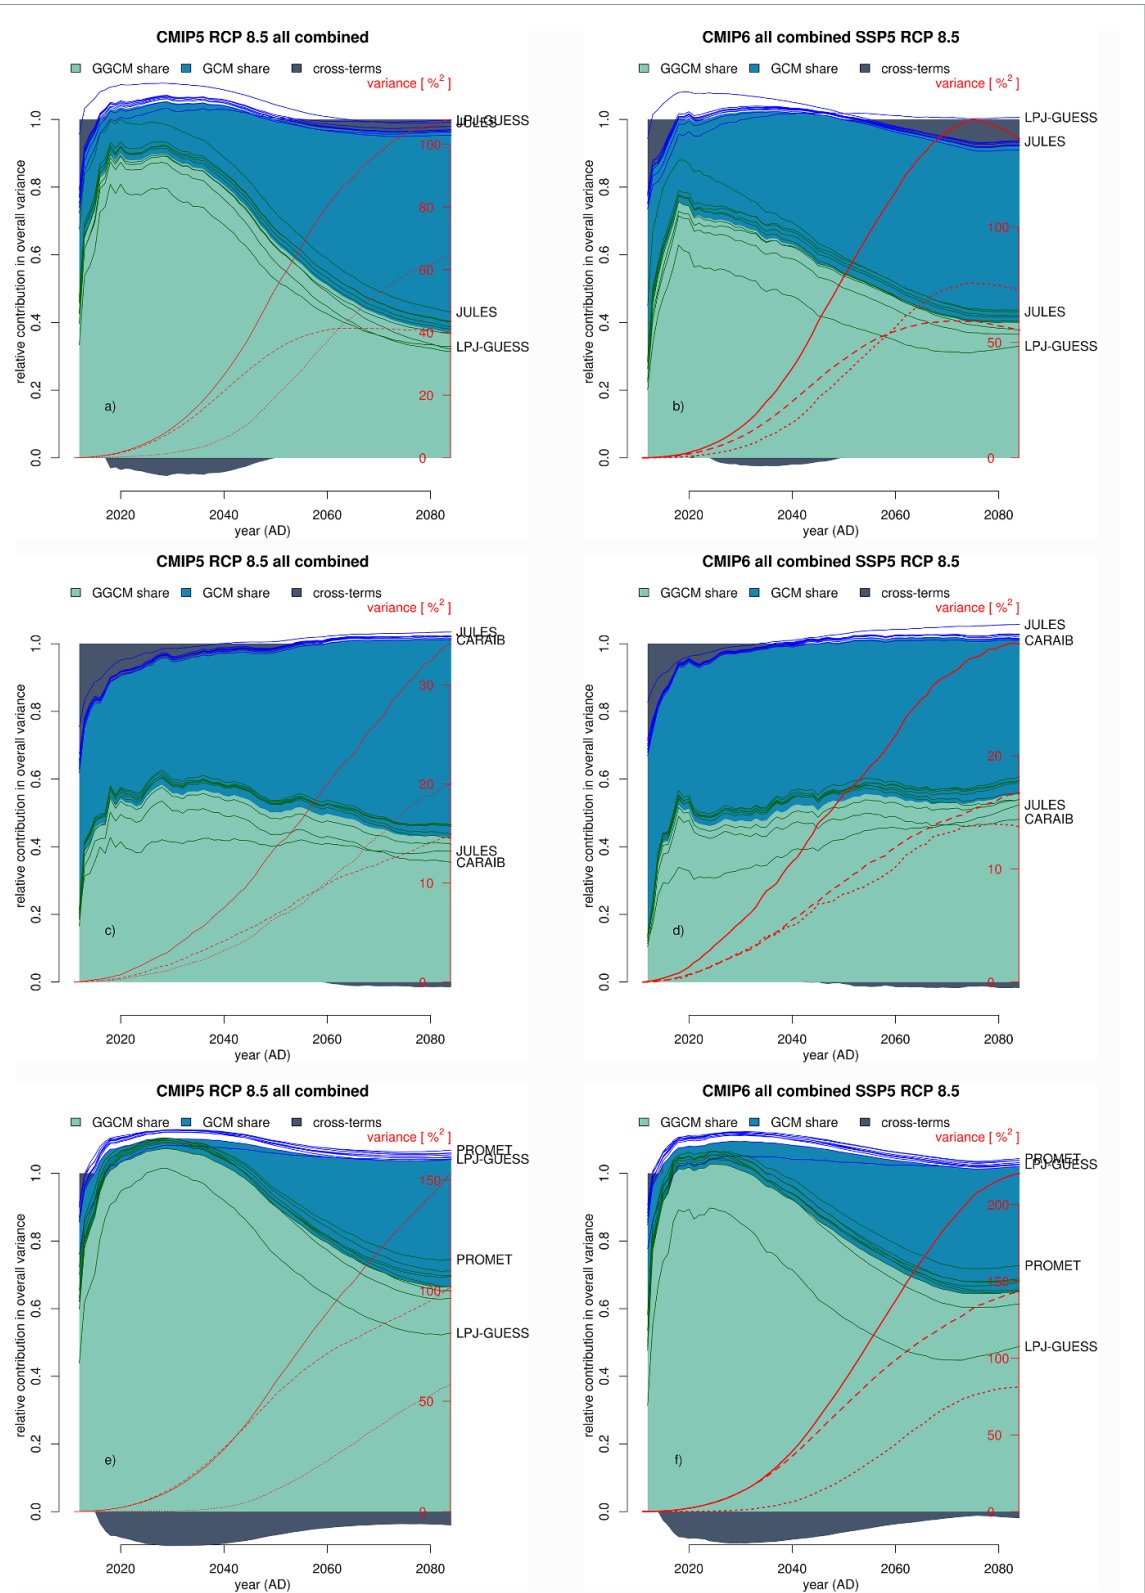 CMIP5 RCP 8.5 all combined
GGCM share GCM share cross-terms
variance [ %² ]
relative contribution in overall variance
0.0 0.2 0.4 0.6 0.8 1.0
0 20 40 60 80 100
LPJ-GUESS
JULES
JULES
LPJ-GUESS
a)
2020 2040 2060 2080
year (AD)
CMIP6 all combined SSP5 RCP 8.5
GGCM share GCM share cross-terms
variance [ %² ]
relative contribution in overall variance
0.0 0.2 0.4 0.6 0.8 1.0
0 50 100
LPJ-GUESS
JULES
JULES
LPJ-GUESS
b)
2020 2040 2060 2080
year (AD)
CMIP5 RCP 8.5 all combined
GGCM share GCM share cross-terms
variance [ %² ]
relative contribution in overall variance
0.0 0.2 0.4 0.6 0.8 1.0
0 10 20 30
JULES
CARAIB
JULES
CARAIB
c)
2020 2040 2060 2080
year (AD)
CMIP6 all combined SSP5 RCP 8.5
GGCM share GCM share cross-terms
variance [ %² ]
relative contribution in overall variance
0.0 0.2 0.4 0.6 0.8 1.0
0 10 20
JULES
CARAIB
JULES
CARAIB
d)
2020 2040 2060 2080
year (AD)
CMIP5 RCP 8.5 all combined
GGCM share GCM share cross-terms
variance [ %² ]
relative contribution in overall variance
0.0 0.2 0.4 0.6 0.8 1.0
0 50 100 150
PROMET
LPJ-GUESS
PROMET
LPJ-GUESS
e)
2020 2040 2060 2080
year (AD)
CMIP6 all combined SSP5 RCP 8.5
GGCM share GCM share cross-terms
variance [ %² ]
relative contribution in overall variance
0.0 0.2 0.4 0.6 0.8 1.0
0 50 100 150 200
PROMET
LPJ-GUESS
PROMET
LPJ-GUESS
f)
2020 2040 2060 2080
year (AD)